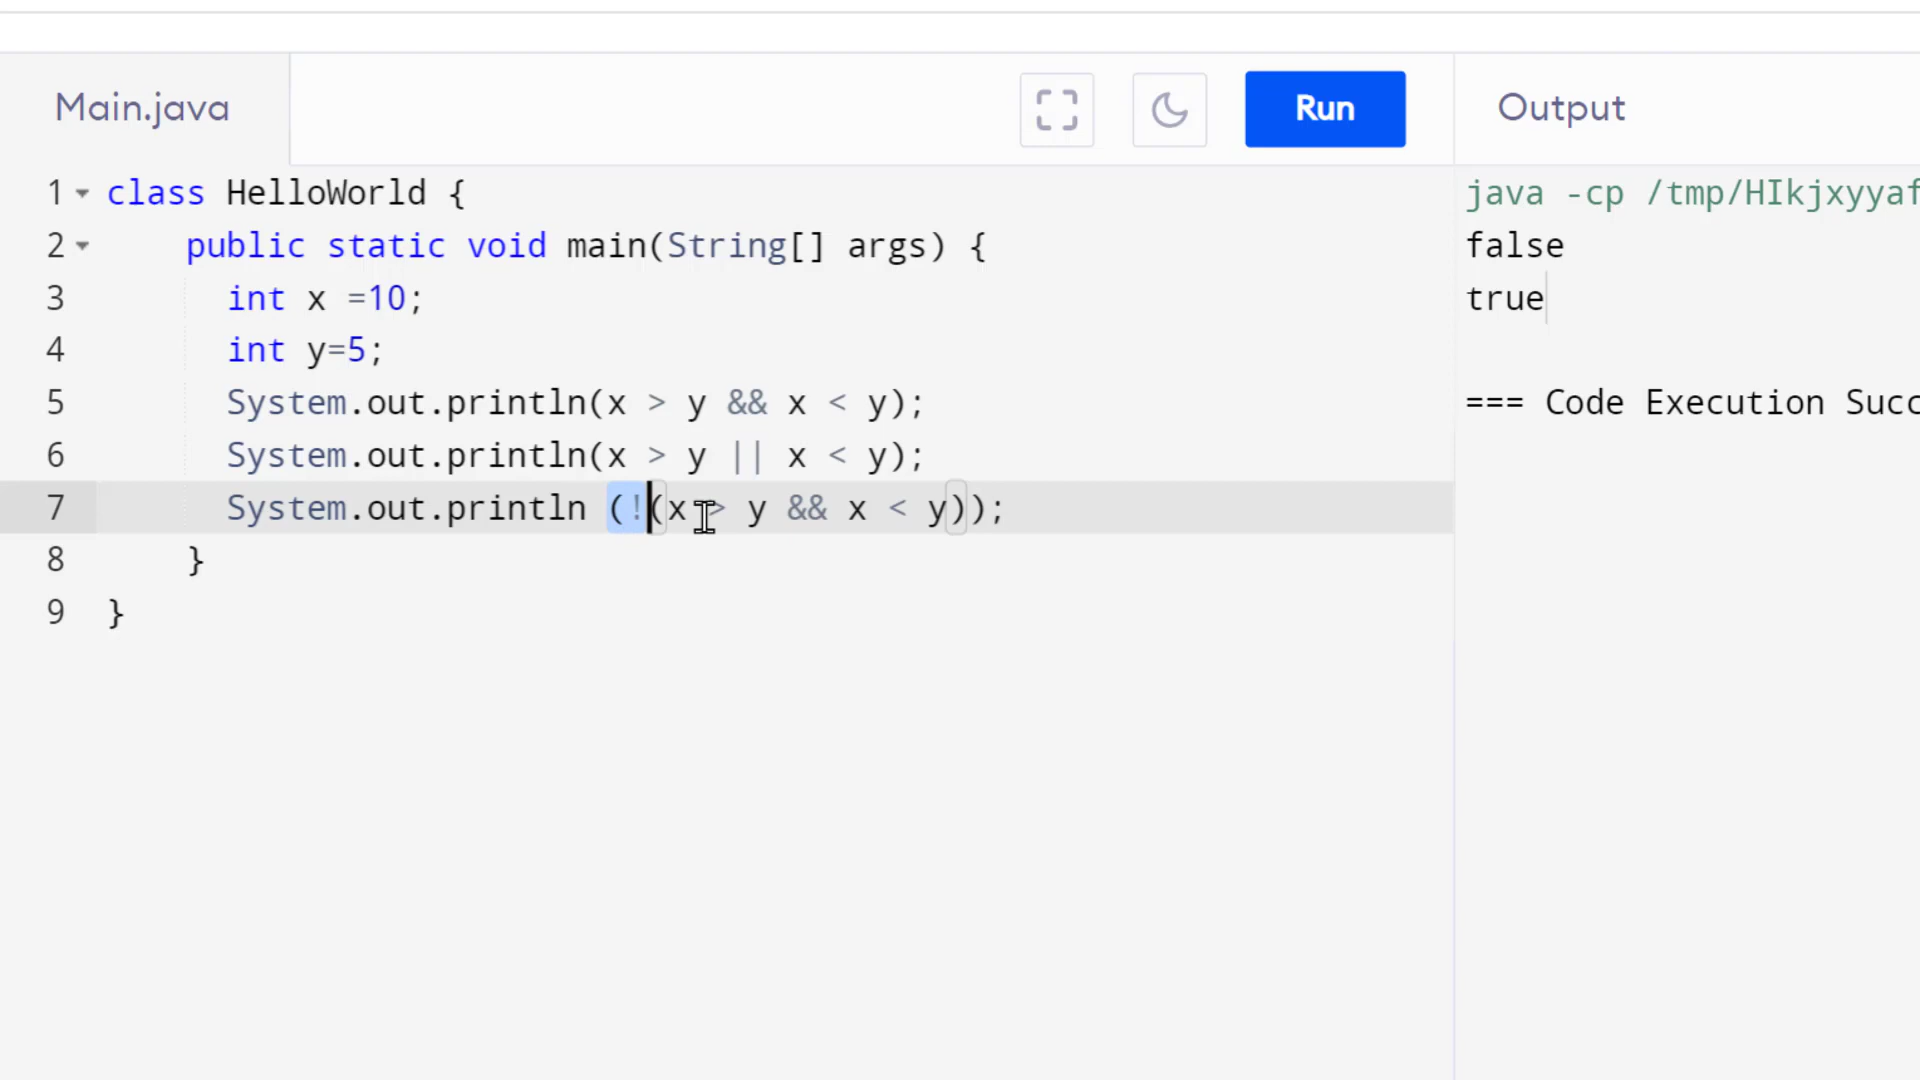 Main.java
Run
Output
1 class HelloWorld {
2 public static void main(String[] args) {
3 int x =10;
4 int y=5;
5 System.out.println(x > y && x < y);
6 System.out.println(x > y || x < y);
7 System.out.println (!(x > y && x < y));
8 }
9 }
java -cp /tmp/HIkjxyyaf
false
true
=== Code Execution Succ